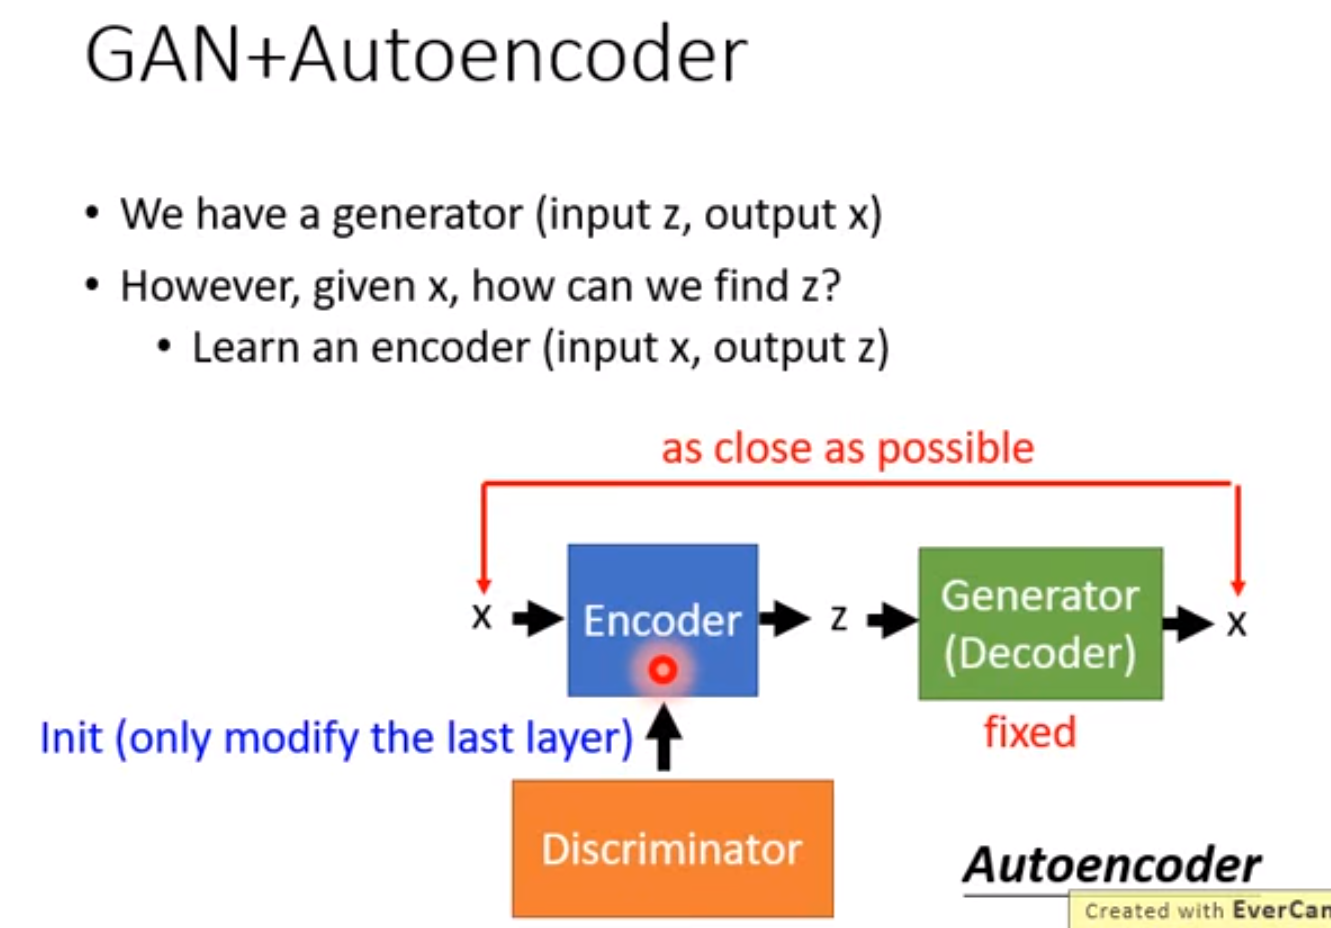 GAN+Autoencoder
• We have a generator (input z, output x)
• However, given x, how can we find z?
• Learn an encoder (input x, output z)
as close as possible
x
Encoder
z
Generator
(Decoder)
x
Init (only modify the last layer)
fixed
Discriminator
Autoencoder
Created with EverCam